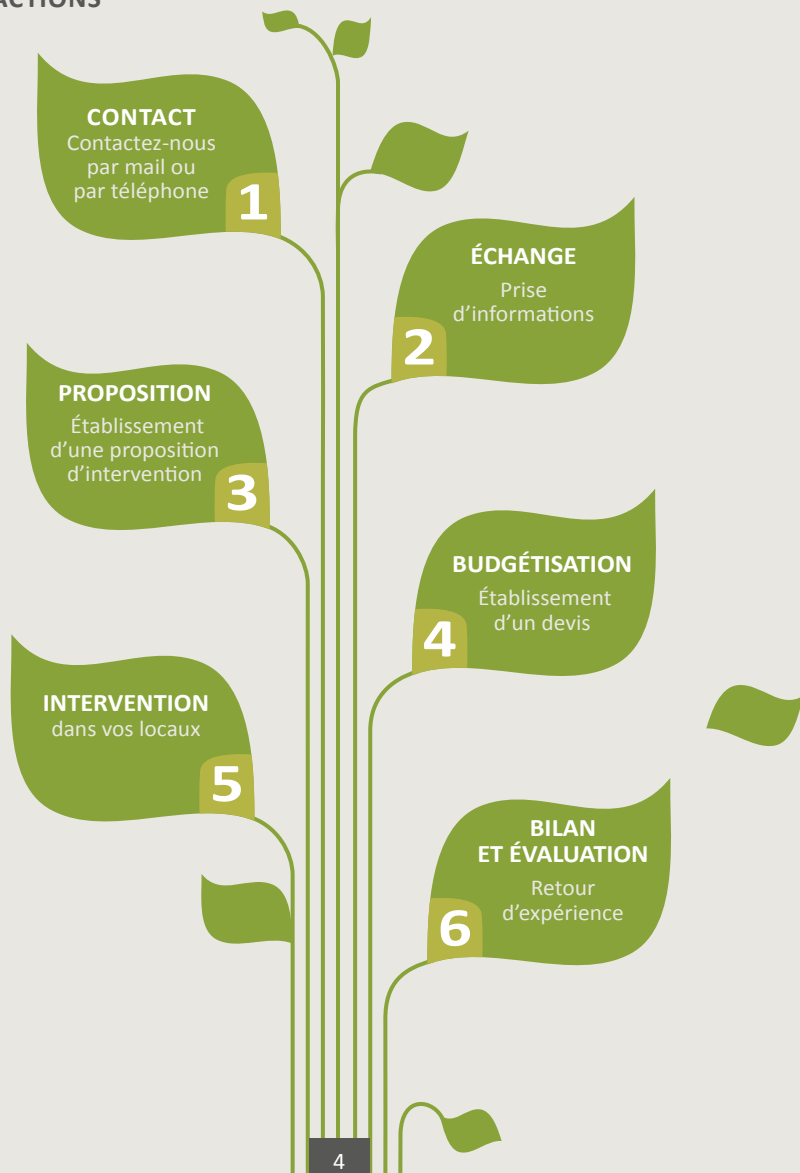 CONTACT
Contactez-nous
par mail ou
par téléphone
1
ÉCHANGE
Prise
d’informations
2
PROPOSITION
Établissement
d’une proposition
d’intervention
3
BUDGÉTISATION
Établissement
d’un devis
4
INTERVENTION
dans vos locaux
5
BILAN
ET ÉVALUATION
Retour
d’expérience
6
4